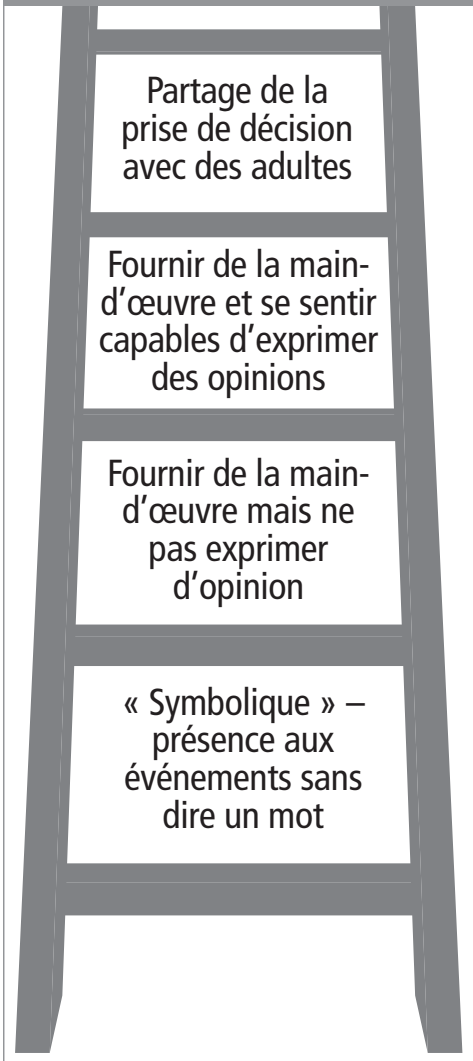 Partage de la
prise de décision
avec des adultes
Fournir de la main-
d’œuvre et se sentir
capables d’exprimer
des opinions
Fournir de la main-
d’œuvre mais ne
pas exprimer
d’opinion
« Symbolique » –
présence aux
événements sans
dire un mot